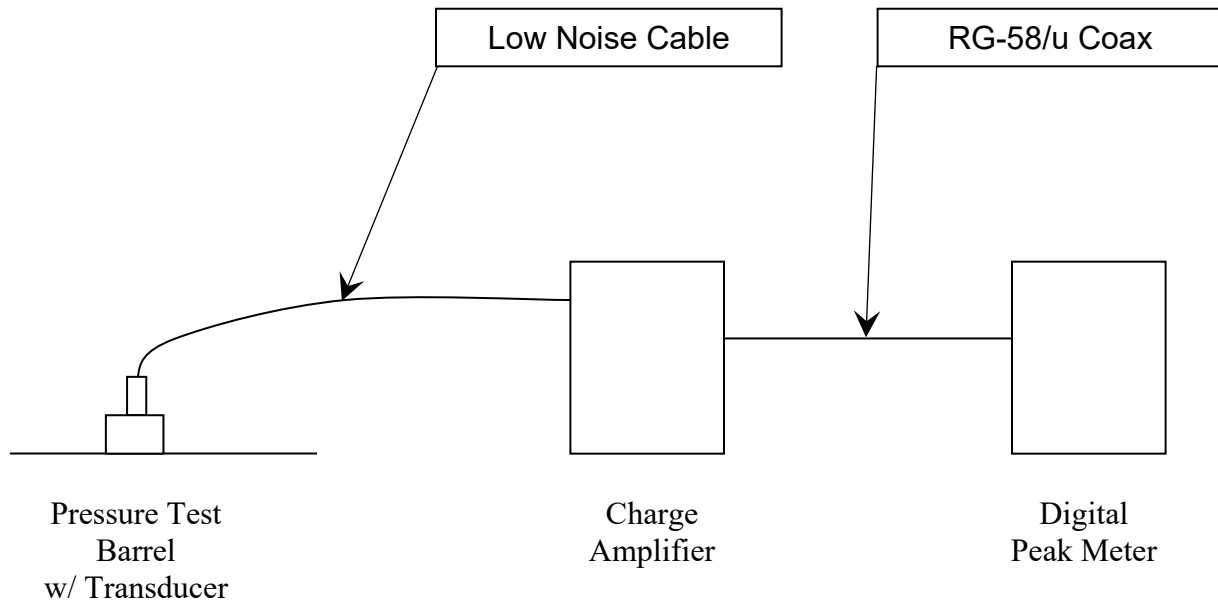 Low Noise Cable
RG-58/u Coax
Pressure Test
Barrel
w/ Transducer
Charge
Amplifier
Digital
Peak Meter